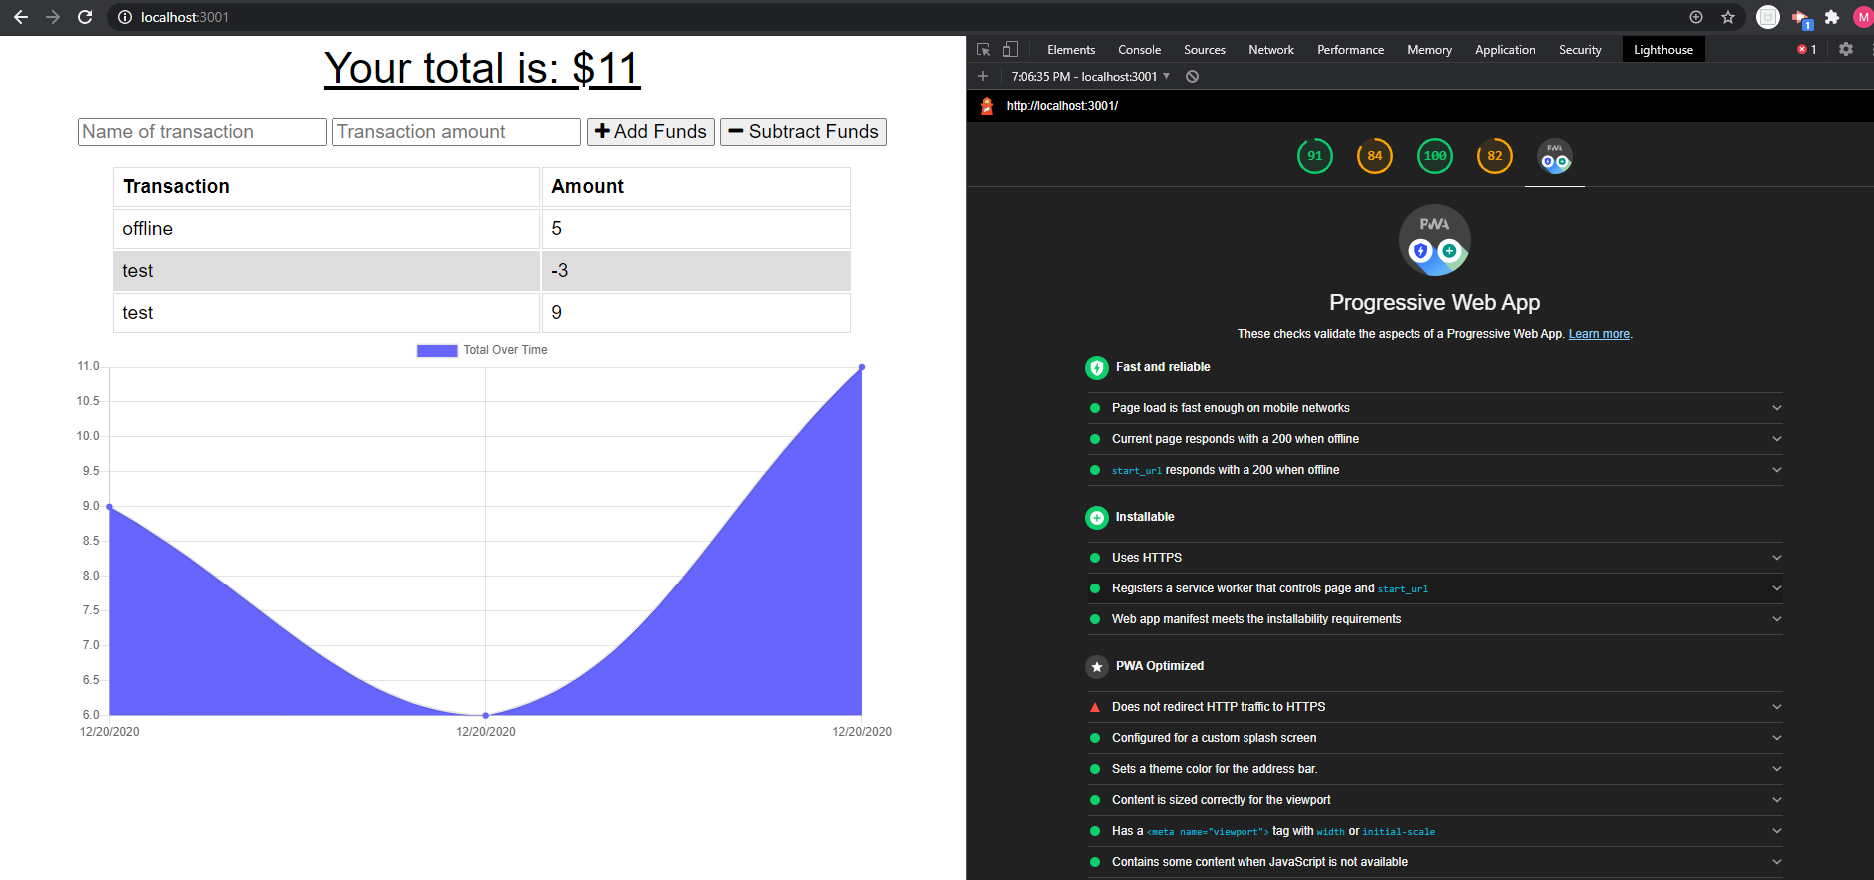 localhost:3001
M
1
Your total is: $11
Name of transaction
Transaction amount
Add Funds
Subtract Funds
Transaction Amount
offline 5
test -3
test 9
Total Over Time
11.0
10.5
10.0
9.5
9.0
8.5
8.0
7.5
7.0
6.5
6.0
12/20/2020 12/20/2020 12/20/2020
Elements Console Sources Network Performance Memory Application Security Lighthouse 1
7:06:35 PM - localhost:3001
http://localhost:3001/
91 84 100 82 PWA
PWA
Progressive Web App
These checks validate the aspects of a Progressive Web App. Learn more.
Fast and reliable
Page load is fast enough on mobile networks
Current page responds with a 200 when offline
start_url responds with a 200 when offline
Installable
Uses HTTPS
Registers a service worker that controls page and start_url
Web app manifest meets the installability requirements
PWA Optimized
Does not redirect HTTP traffic to HTTPS
Configured for a custom splash screen
Sets a theme color for the address bar.
Content is sized correctly for the viewport
Has a <meta name="viewport"> tag with width or initial-scale
Contains some content when JavaScript is not available